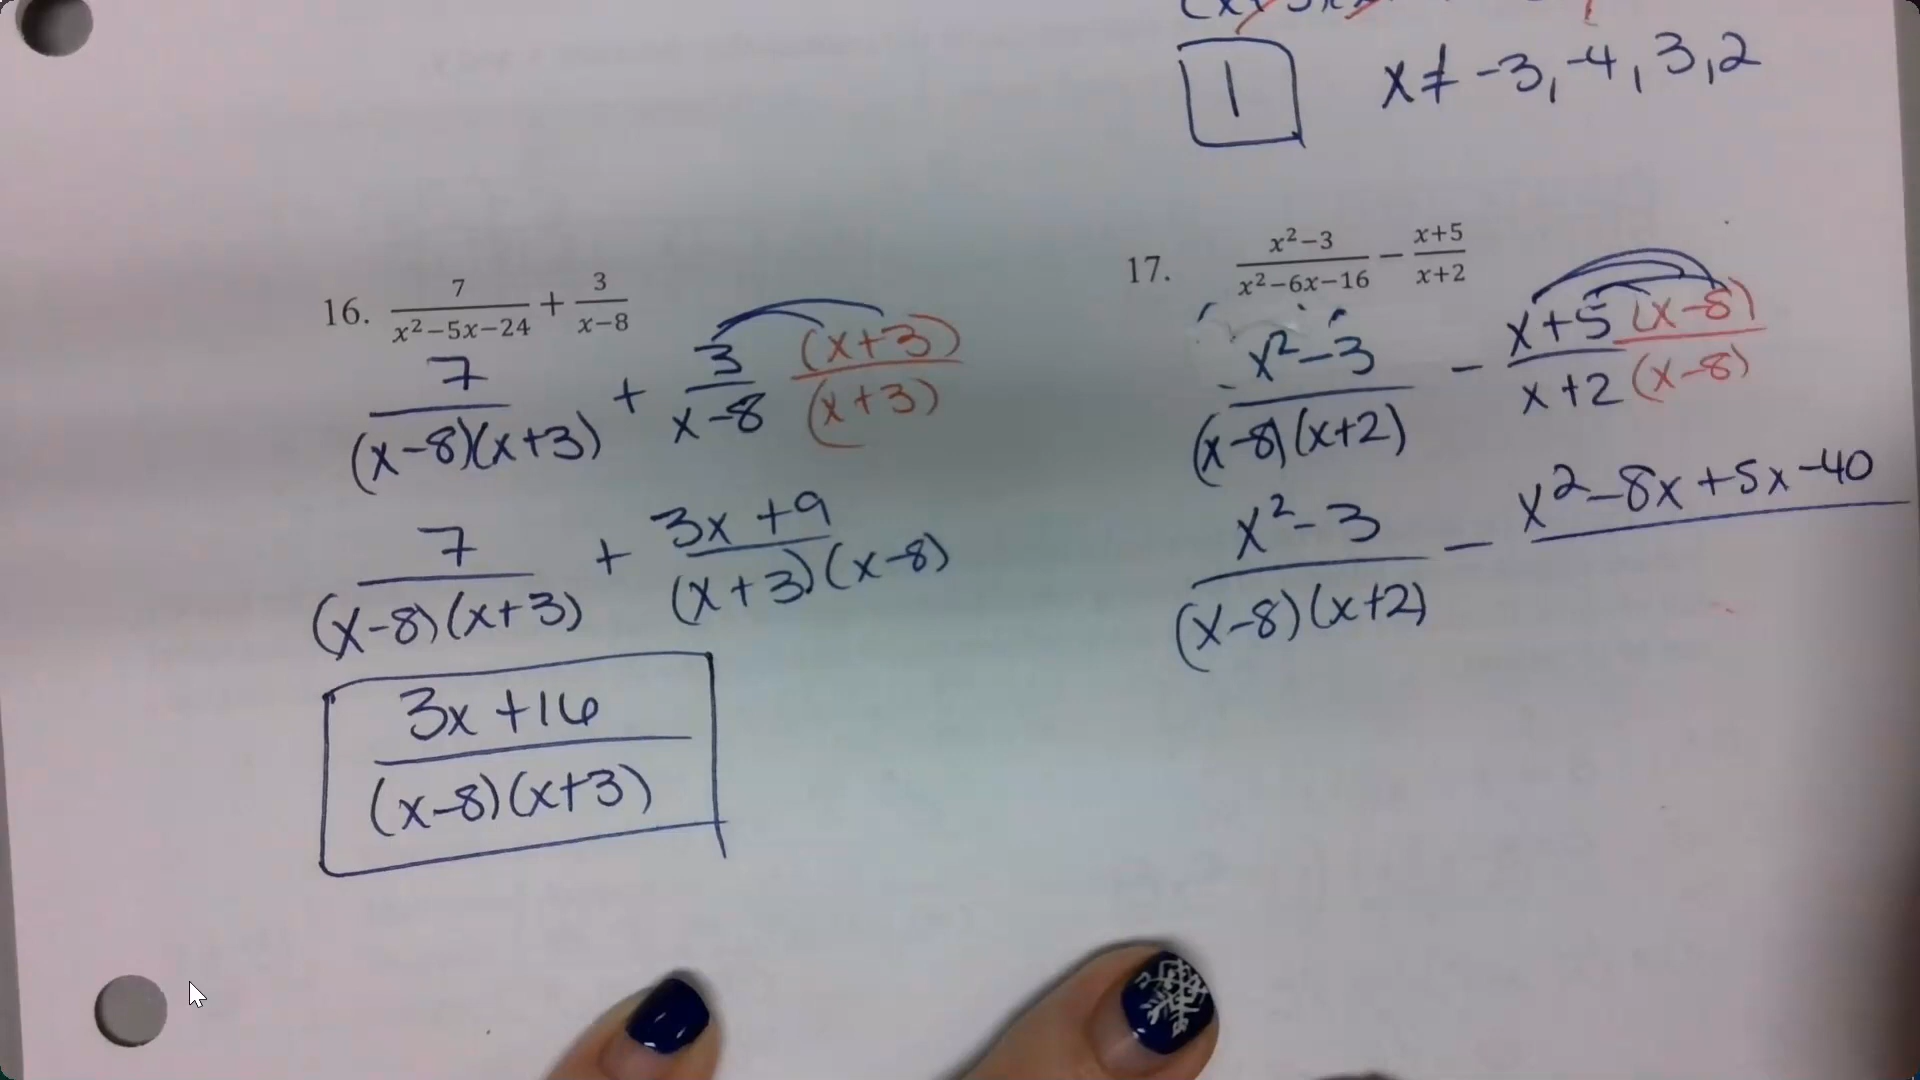 1 x ≠ -3, -4, 3, 2
16. 7/(x²−5x−24) + 3/(x−8)
7/((x-8)(x+3)) + 3/(x-8) (x+3)/(x+3)
7/((x-8)(x+3)) + (3x+9)/((x+3)(x-8))
(3x+16)/((x-8)(x+3))
17. (x²−3)/(x²−6x−16) − (x+5)/(x+2)
(x²-3)/((x-8)(x+2)) - (x+5)(x-8)/(x+2)(x-8)
(x²-3)/((x-8)(x+2)) - x²-8x+5x-40